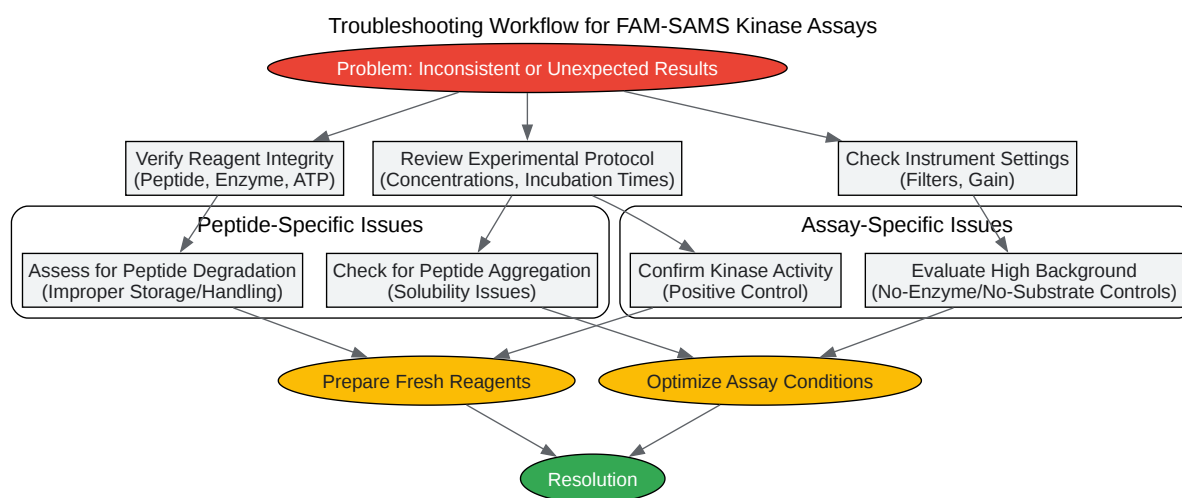 Troubleshooting Workflow for FAM-SAMS Kinase Assays
Problem: Inconsistent or Unexpected Results
Verify Reagent Integrity
(Peptide, Enzyme, ATP)
Review Experimental Protocol
(Concentrations, Incubation Times)
Check Instrument Settings
(Filters, Gain)
Peptide-Specific Issues
Assay-Specific Issues
Assess for Peptide Degradation
(Improper Storage/Handling)
Check for Peptide Aggregation
(Solubility Issues)
Confirm Kinase Activity
(Positive Control)
Evaluate High Background
(No-Enzyme/No-Substrate Controls)
Prepare Fresh Reagents
Optimize Assay Conditions
Resolution